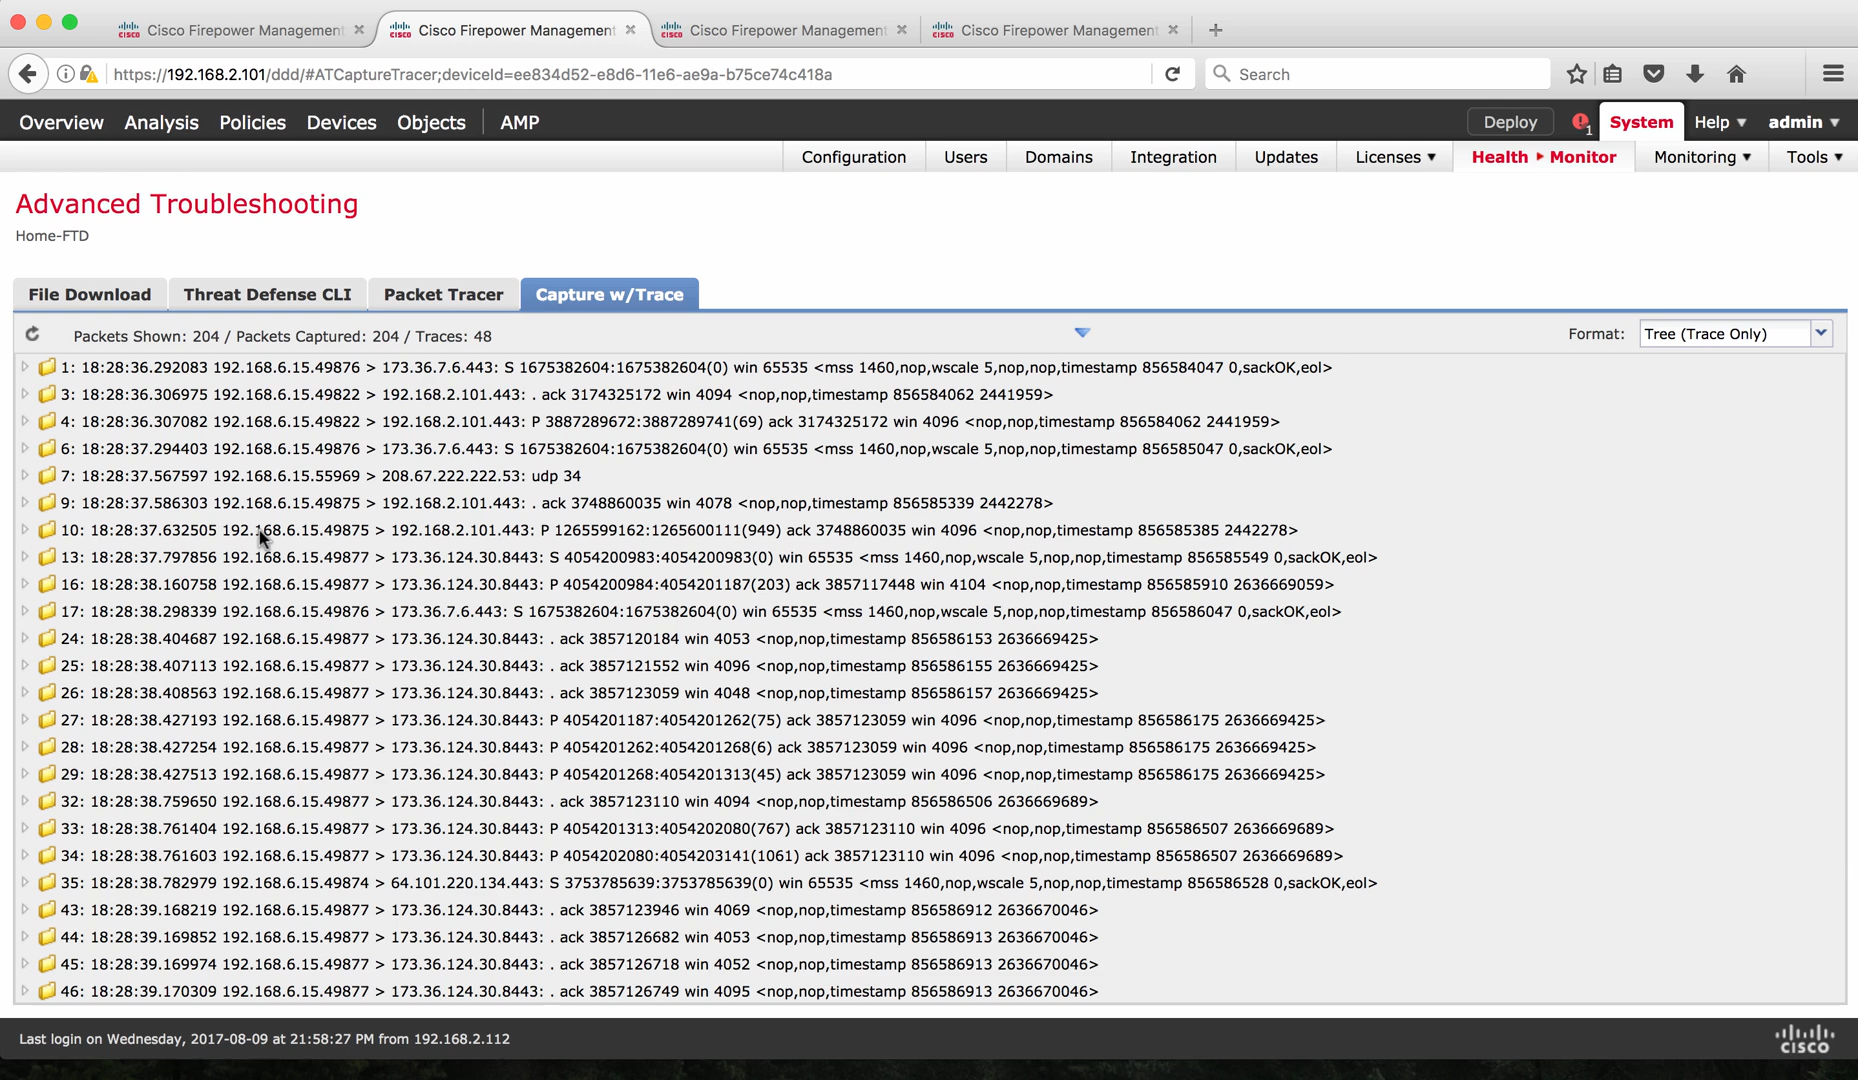 Cisco Firepower Management
Cisco Firepower Management
Cisco Firepower Management
Cisco Firepower Management
https://192.168.2.101/ddd/#ATCaptureTracer;deviceId=ee834d52-e8d6-11e6-ae9a-b75ce74c418a
Search
Overview Analysis Policies Devices Objects AMP Deploy 1 System Help admin
Configuration Users Domains Integration Updates Licenses Health Monitor Monitoring Tools
Advanced Troubleshooting
Home-FTD
File Download Threat Defense CLI Packet Tracer Capture w/Trace
Packets Shown: 204 / Packets Captured: 204 / Traces: 48 Format: Tree (Trace Only)
1: 18:28:36.292083 192.168.6.15.49876 > 173.36.7.6.443: S 1675382604:1675382604(0) win 65535 <mss 1460,nop,wscale 5,nop,nop,timestamp 856584047 0,sackOK,eol>
3: 18:28:36.306975 192.168.6.15.49822 > 192.168.2.101.443: . ack 3174325172 win 4094 <nop,nop,timestamp 856584062 2441959>
4: 18:28:36.307082 192.168.6.15.49822 > 192.168.2.101.443: P 3887289672:3887289741(69) ack 3174325172 win 4096 <nop,nop,timestamp 856584062 2441959>
6: 18:28:37.294403 192.168.6.15.49876 > 173.36.7.6.443: S 1675382604:1675382604(0) win 65535 <mss 1460,nop,wscale 5,nop,nop,timestamp 856585047 0,sackOK,eol>
7: 18:28:37.567597 192.168.6.15.55969 > 208.67.222.222.53: udp 34
9: 18:28:37.586303 192.168.6.15.49875 > 192.168.2.101.443: . ack 3748860035 win 4078 <nop,nop,timestamp 856585339 2442278>
10: 18:28:37.632505 192.168.6.15.49875 > 192.168.2.101.443: P 1265599162:1265600111(949) ack 3748860035 win 4096 <nop,nop,timestamp 856585385 2442278>
13: 18:28:37.797856 192.168.6.15.49877 > 173.36.124.30.8443: S 4054200983:4054200983(0) win 65535 <mss 1460,nop,wscale 5,nop,nop,timestamp 856585549 0,sackOK,eol>
16: 18:28:38.160758 192.168.6.15.49877 > 173.36.124.30.8443: P 4054200984:4054201187(203) ack 3857117448 win 4104 <nop,nop,timestamp 856585910 2636669059>
17: 18:28:38.298339 192.168.6.15.49876 > 173.36.7.6.443: S 1675382604:1675382604(0) win 65535 <mss 1460,nop,wscale 5,nop,nop,timestamp 856586047 0,sackOK,eol>
24: 18:28:38.404687 192.168.6.15.49877 > 173.36.124.30.8443: . ack 3857120184 win 4053 <nop,nop,timestamp 856586153 2636669425>
25: 18:28:38.407113 192.168.6.15.49877 > 173.36.124.30.8443: . ack 3857121552 win 4096 <nop,nop,timestamp 856586155 2636669425>
26: 18:28:38.408563 192.168.6.15.49877 > 173.36.124.30.8443: . ack 3857123059 win 4048 <nop,nop,timestamp 856586157 2636669425>
27: 18:28:38.427193 192.168.6.15.49877 > 173.36.124.30.8443: P 4054201187:4054201262(75) ack 3857123059 win 4096 <nop,nop,timestamp 856586175 2636669425>
28: 18:28:38.427254 192.168.6.15.49877 > 173.36.124.30.8443: P 4054201262:4054201268(6) ack 3857123059 win 4096 <nop,nop,timestamp 856586175 2636669425>
29: 18:28:38.427513 192.168.6.15.49877 > 173.36.124.30.8443: P 4054201268:4054201313(45) ack 3857123059 win 4096 <nop,nop,timestamp 856586175 2636669425>
32: 18:28:38.759650 192.168.6.15.49877 > 173.36.124.30.8443: . ack 3857123110 win 4094 <nop,nop,timestamp 856586506 2636669689>
33: 18:28:38.761404 192.168.6.15.49877 > 173.36.124.30.8443: P 4054201313:4054202080(767) ack 3857123110 win 4096 <nop,nop,timestamp 856586507 2636669689>
34: 18:28:38.761603 192.168.6.15.49877 > 173.36.124.30.8443: P 4054202080:4054203141(1061) ack 3857123110 win 4096 <nop,nop,timestamp 856586507 2636669689>
35: 18:28:38.782979 192.168.6.15.49874 > 64.101.220.134.443: S 3753785639:3753785639(0) win 65535 <mss 1460,nop,wscale 5,nop,nop,timestamp 856586528 0,sackOK,eol>
43: 18:28:39.168219 192.168.6.15.49877 > 173.36.124.30.8443: . ack 3857123946 win 4069 <nop,nop,timestamp 856586912 2636670046>
44: 18:28:39.169852 192.168.6.15.49877 > 173.36.124.30.8443: . ack 3857126682 win 4053 <nop,nop,timestamp 856586913 2636670046>
45: 18:28:39.169974 192.168.6.15.49877 > 173.36.124.30.8443: . ack 3857126718 win 4052 <nop,nop,timestamp 856586913 2636670046>
46: 18:28:39.170309 192.168.6.15.49877 > 173.36.124.30.8443: . ack 3857126749 win 4095 <nop,nop,timestamp 856586913 2636670046>
Last login on Wednesday, 2017-08-09 at 21:58:27 PM from 192.168.2.112
CISCO